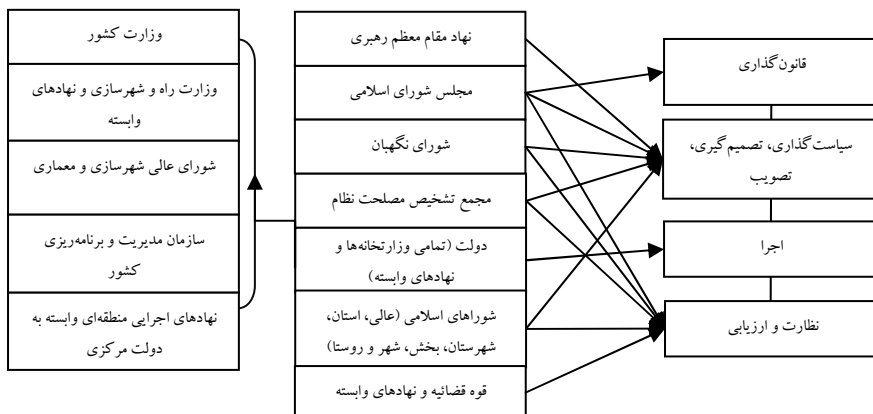 قانون‌گذاری
سیاست‌گذاری، تصمیم‌گیری،
تصویب
اجرا
نظارت و ارزیابی
نهاد مقام معظم رهبری
مجلس شورای اسلامی
شورای نگهبان
مجمع تشخیص مصلحت نظام
دولت (تمامی وزارتخانه‌ها و
نهادهای وابسته)
شوراهای اسلامی (عالی، استان،
شهرستان، بخش، شهر و روستا)
قوه قضائیه و نهادهای وابسته
وزارت کشور
وزارت راه و شهرسازی و نهادهای
وابسته
شورای عالی شهرسازی و معماری
سازمان مدیریت و برنامه‌ریزی
کشور
نهادهای اجرایی منطقه‌ای وابسته به
دولت مرکزی